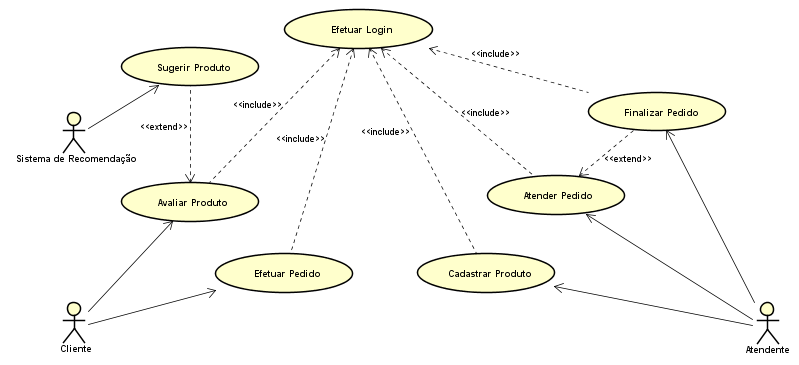 Efetuar Login
<<include>>
Sugerir Produto
<<include>>
<<include>>
Finalizar Pedido
<<extend>>
<<include>>
<<include>>
Sistema de Recomendação
<<extend>>
Avaliar Produto
Atender Pedido
Efetuar Pedido
Cadastrar Produto
Cliente
Atendente